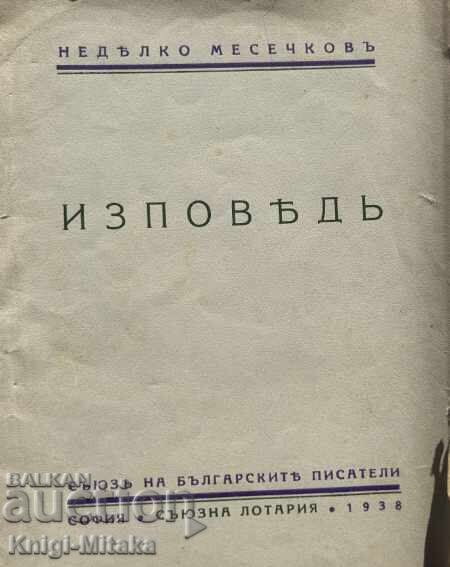 НЕДѢЛКО МЕСЕЧКОВЪ
ИЗПОВѢДЬ
СЪЮЗЪ НА БЪЛГАРСКИТѢ ПИСАТЕЛИ
BALKAN
auction
СОФИЯ • СЪЮЗНА ЛОТАРИЯ • 1938
Knigi-Mitaka